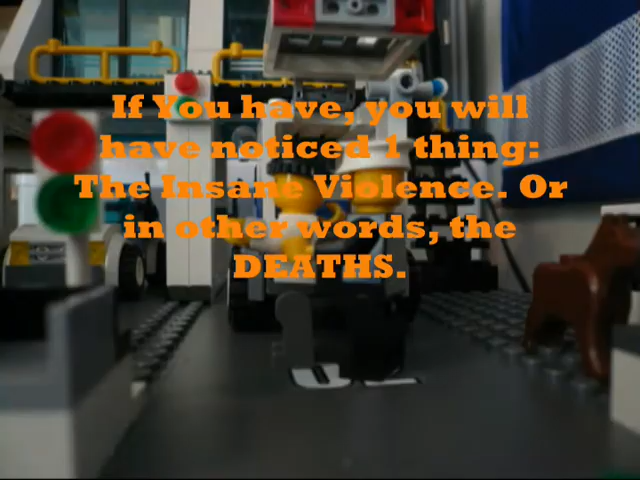 If You have, you will
have noticed 1 thing:
The Insane Violence. Or
in other words, the
DEATHS.